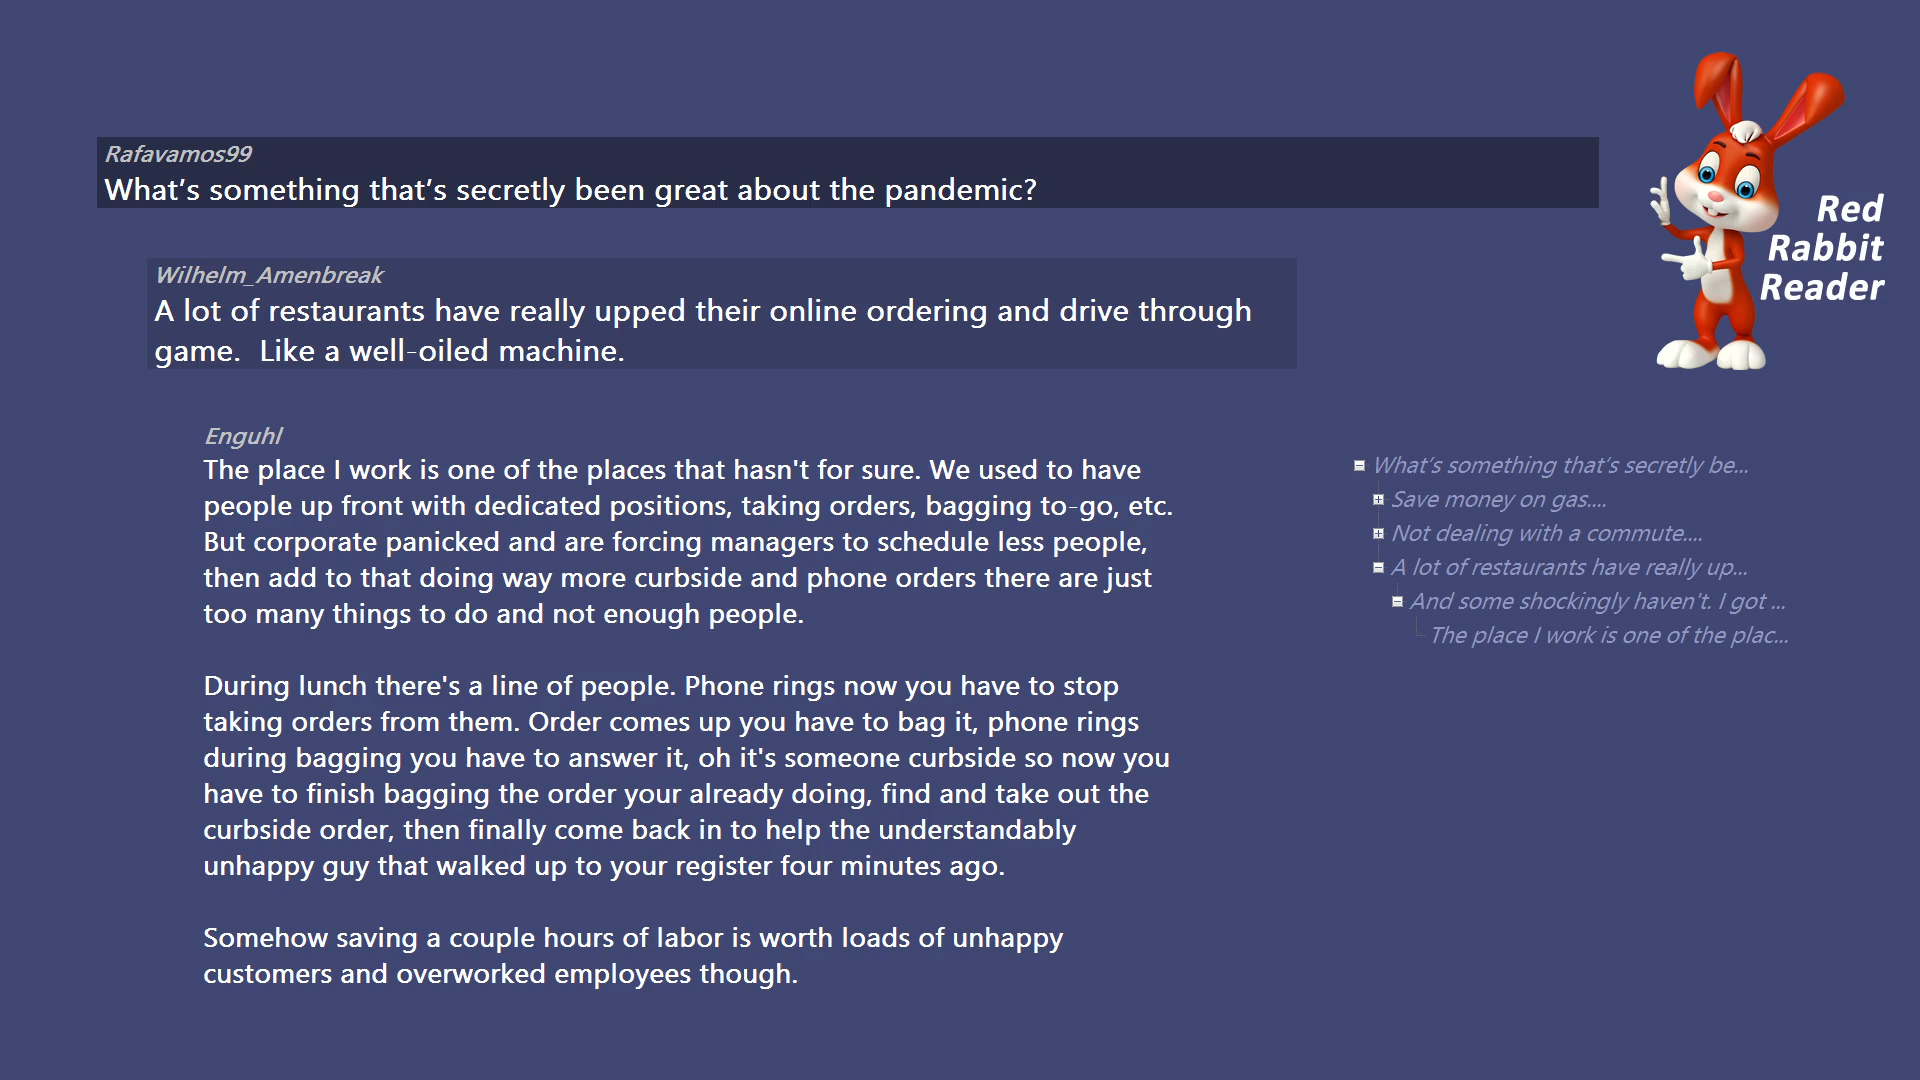 Rafavamos99
What’s something that’s secretly been great about the pandemic?
Wilhelm_Amenbreak
A lot of restaurants have really upped their online ordering and drive through
game.  Like a well-oiled machine.
Enguhl
The place I work is one of the places that hasn't for sure. We used to have
people up front with dedicated positions, taking orders, bagging to-go, etc.
But corporate panicked and are forcing managers to schedule less people,
then add to that doing way more curbside and phone orders there are just
too many things to do and not enough people.
During lunch there's a line of people. Phone rings now you have to stop
taking orders from them. Order comes up you have to bag it, phone rings
during bagging you have to answer it, oh it's someone curbside so now you
have to finish bagging the order your already doing, find and take out the
curbside order, then finally come back in to help the understandably
unhappy guy that walked up to your register four minutes ago.
Somehow saving a couple hours of labor is worth loads of unhappy
customers and overworked employees though.
Red
Rabbit
Reader
What’s something that’s secretly be...
Save money on gas....
Not dealing with a commute....
A lot of restaurants have really up...
And some shockingly haven't. I got ...
The place I work is one of the plac...